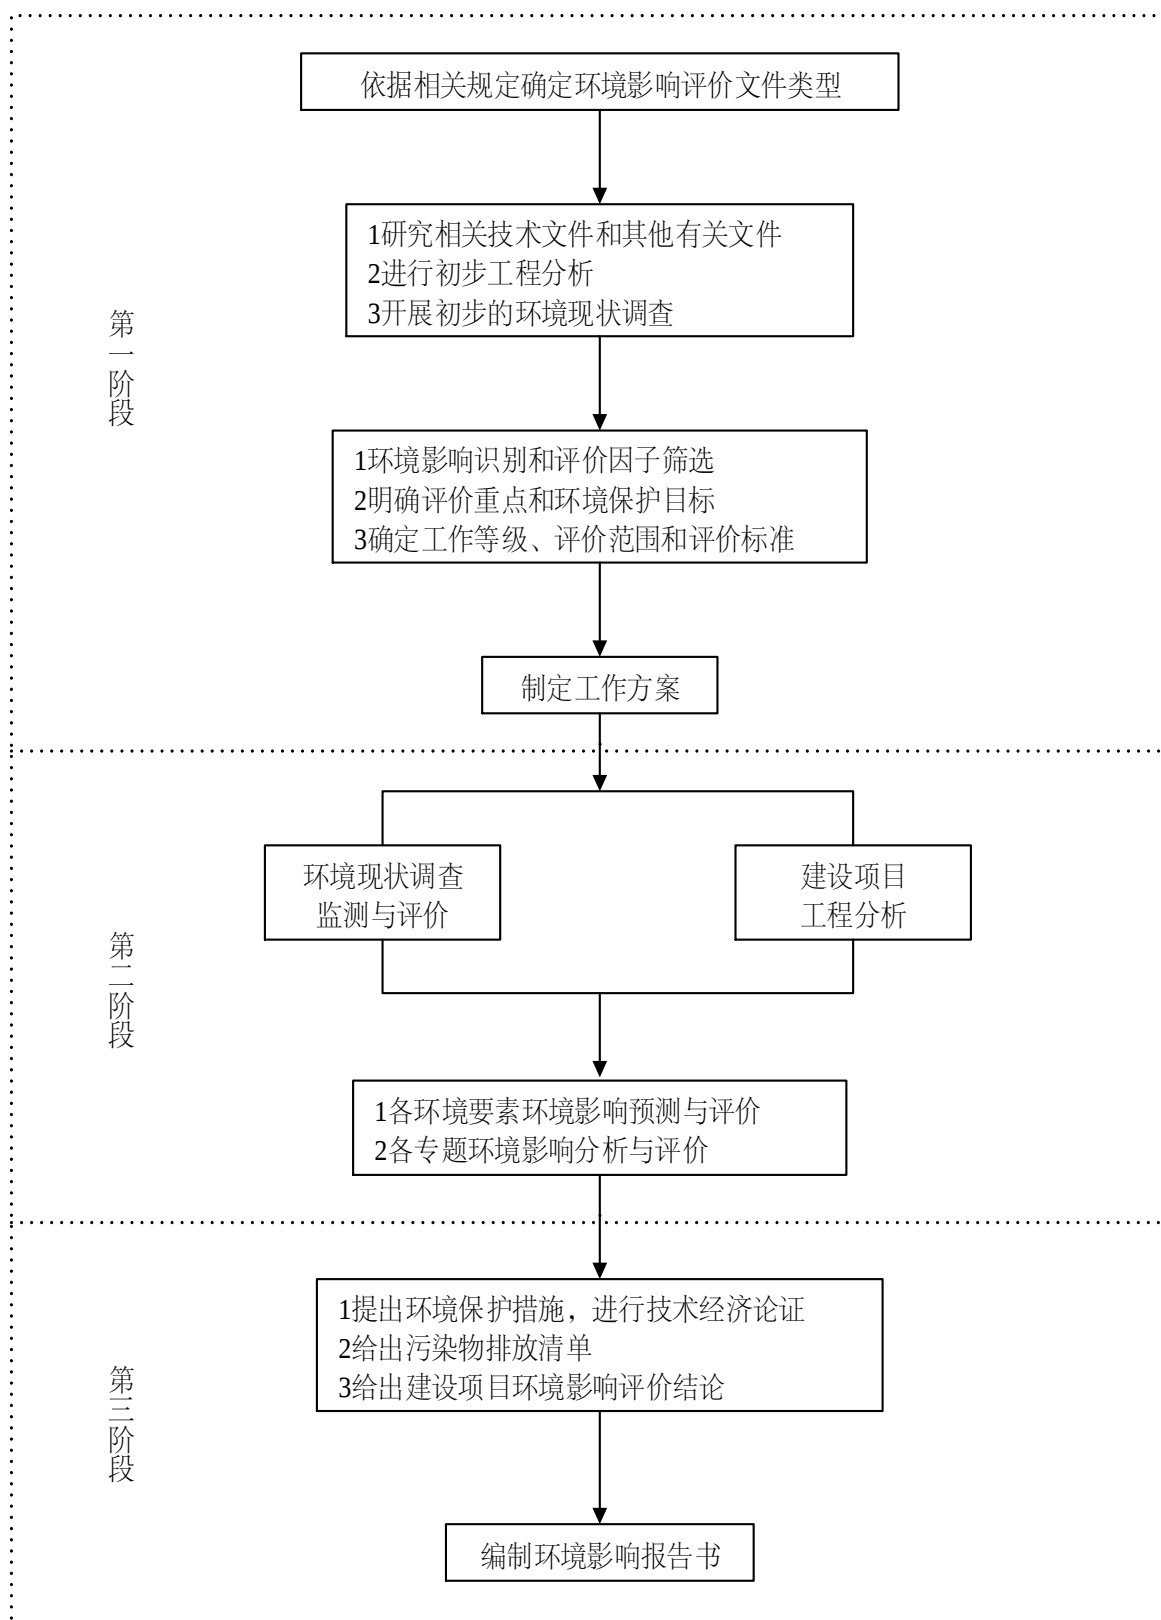 依据相关规定确定环境影响评价文件类型
1研究相关技术文件和其他有关文件
2进行初步工程分析
3开展初步的环境现状调查
第一阶段
1环境影响识别和评价因子筛选
2明确评价重点和环境保护目标
3确定工作等级、评价范围和评价标准
制定工作方案
环境现状调查
监测与评价
建设项目
工程分析
第二阶段
1各环境要素环境影响预测与评价
2各专题环境影响分析与评价
1提出环境保护措施，进行技术经济论证
2给出污染物排放清单
3给出建设项目环境影响评价结论
第三阶段
编制环境影响报告书